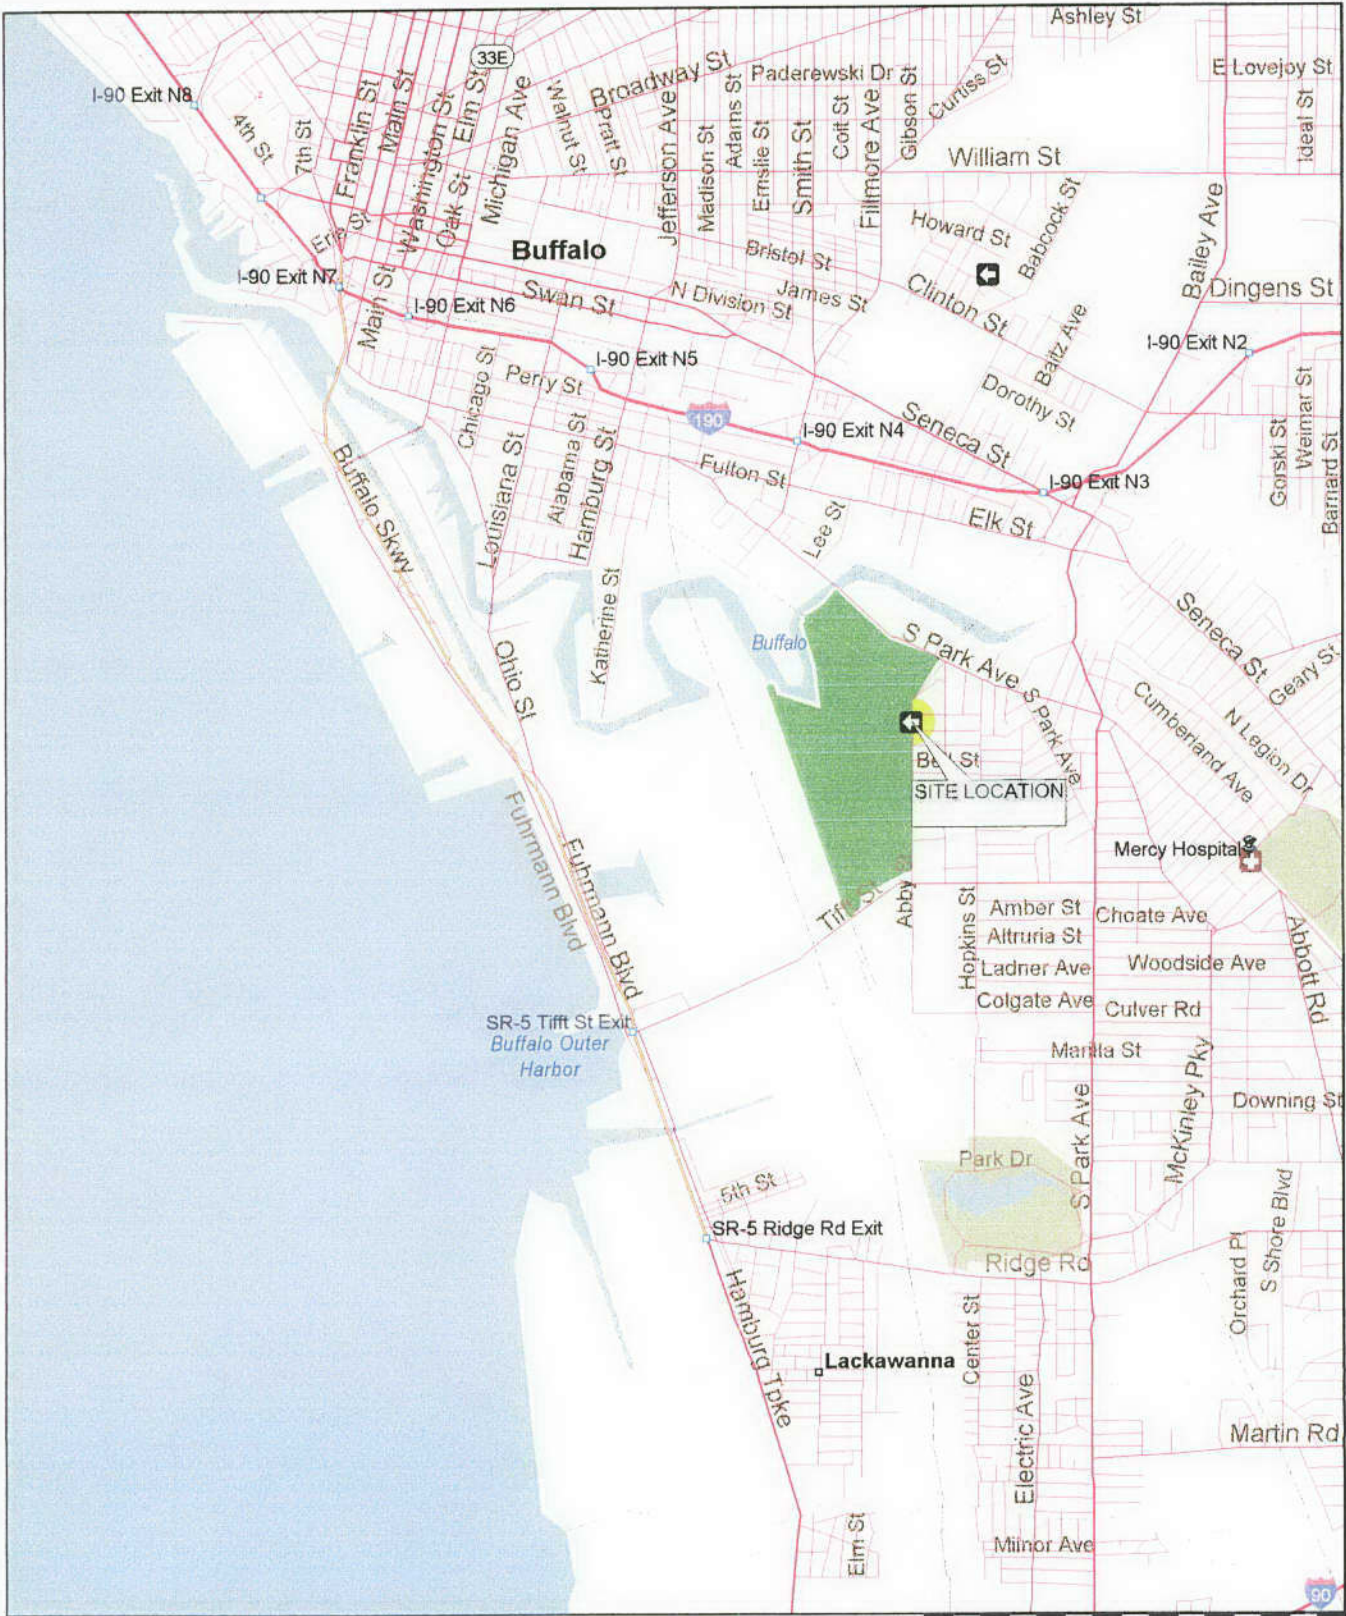 Ashley St
33E
Broadway St
Paderewski Dr
E Lovejoy St
I-90 Exit N8
4th St
7th St
Franklin St
Main St
Washington St
Elm St
Oak St
Michigan Ave
Walnut St
Pratt St
Jefferson Ave
Madison St
Adams St
Emslie St
Smith St
Coit St
Fillmore Ave
Gibson St
Curtiss St
Ideal St
William St
Erie St
Buffalo
Howard St
Babcock St
Bailey Ave
Bristol St
I-90 Exit N7
Main St
I-90 Exit N6
Swan St
N Division St
James St
Clinton St
Dingens St
Baitz Ave
I-90 Exit N2
I-90 Exit N5
Perry St
Chicago St
190
Dorothy St
Weimar St
Gorski St
Barnard St
I-90 Exit N4
Seneca St
Louisiana St
Alabama St
Hamburg St
Fulton St
I-90 Exit N3
Buffalo Skwy
Lee St
Elk St
Katherine St
Ohio St
Buffalo
S Park Ave
S Park Ave
Seneca St
Geary St
Cumberland Ave
N Legion Dr
Bell St
SITE LOCATION
Mercy Hospital
Fuhrmann Blvd
Fuhrmann Blvd
Tifft St
Abby St
Hopkins St
Amber St
Choate Ave
Altruria St
Ladner Ave
Woodside Ave
Abbott Rd
Colgate Ave
Culver Rd
SR-5 Tifft St Exit
Buffalo Outer
Harbor
Marilla St
McKinley Pky
S Park Ave
Downing St
Park Dr
5th St
SR-5 Ridge Rd Exit
Ridge Rd
Orchard Pl
S Shore Blvd
Hamburg Tpke
Center St
Lackawanna
Electric Ave
Martin Rd
Elm St
Milnor Ave
90